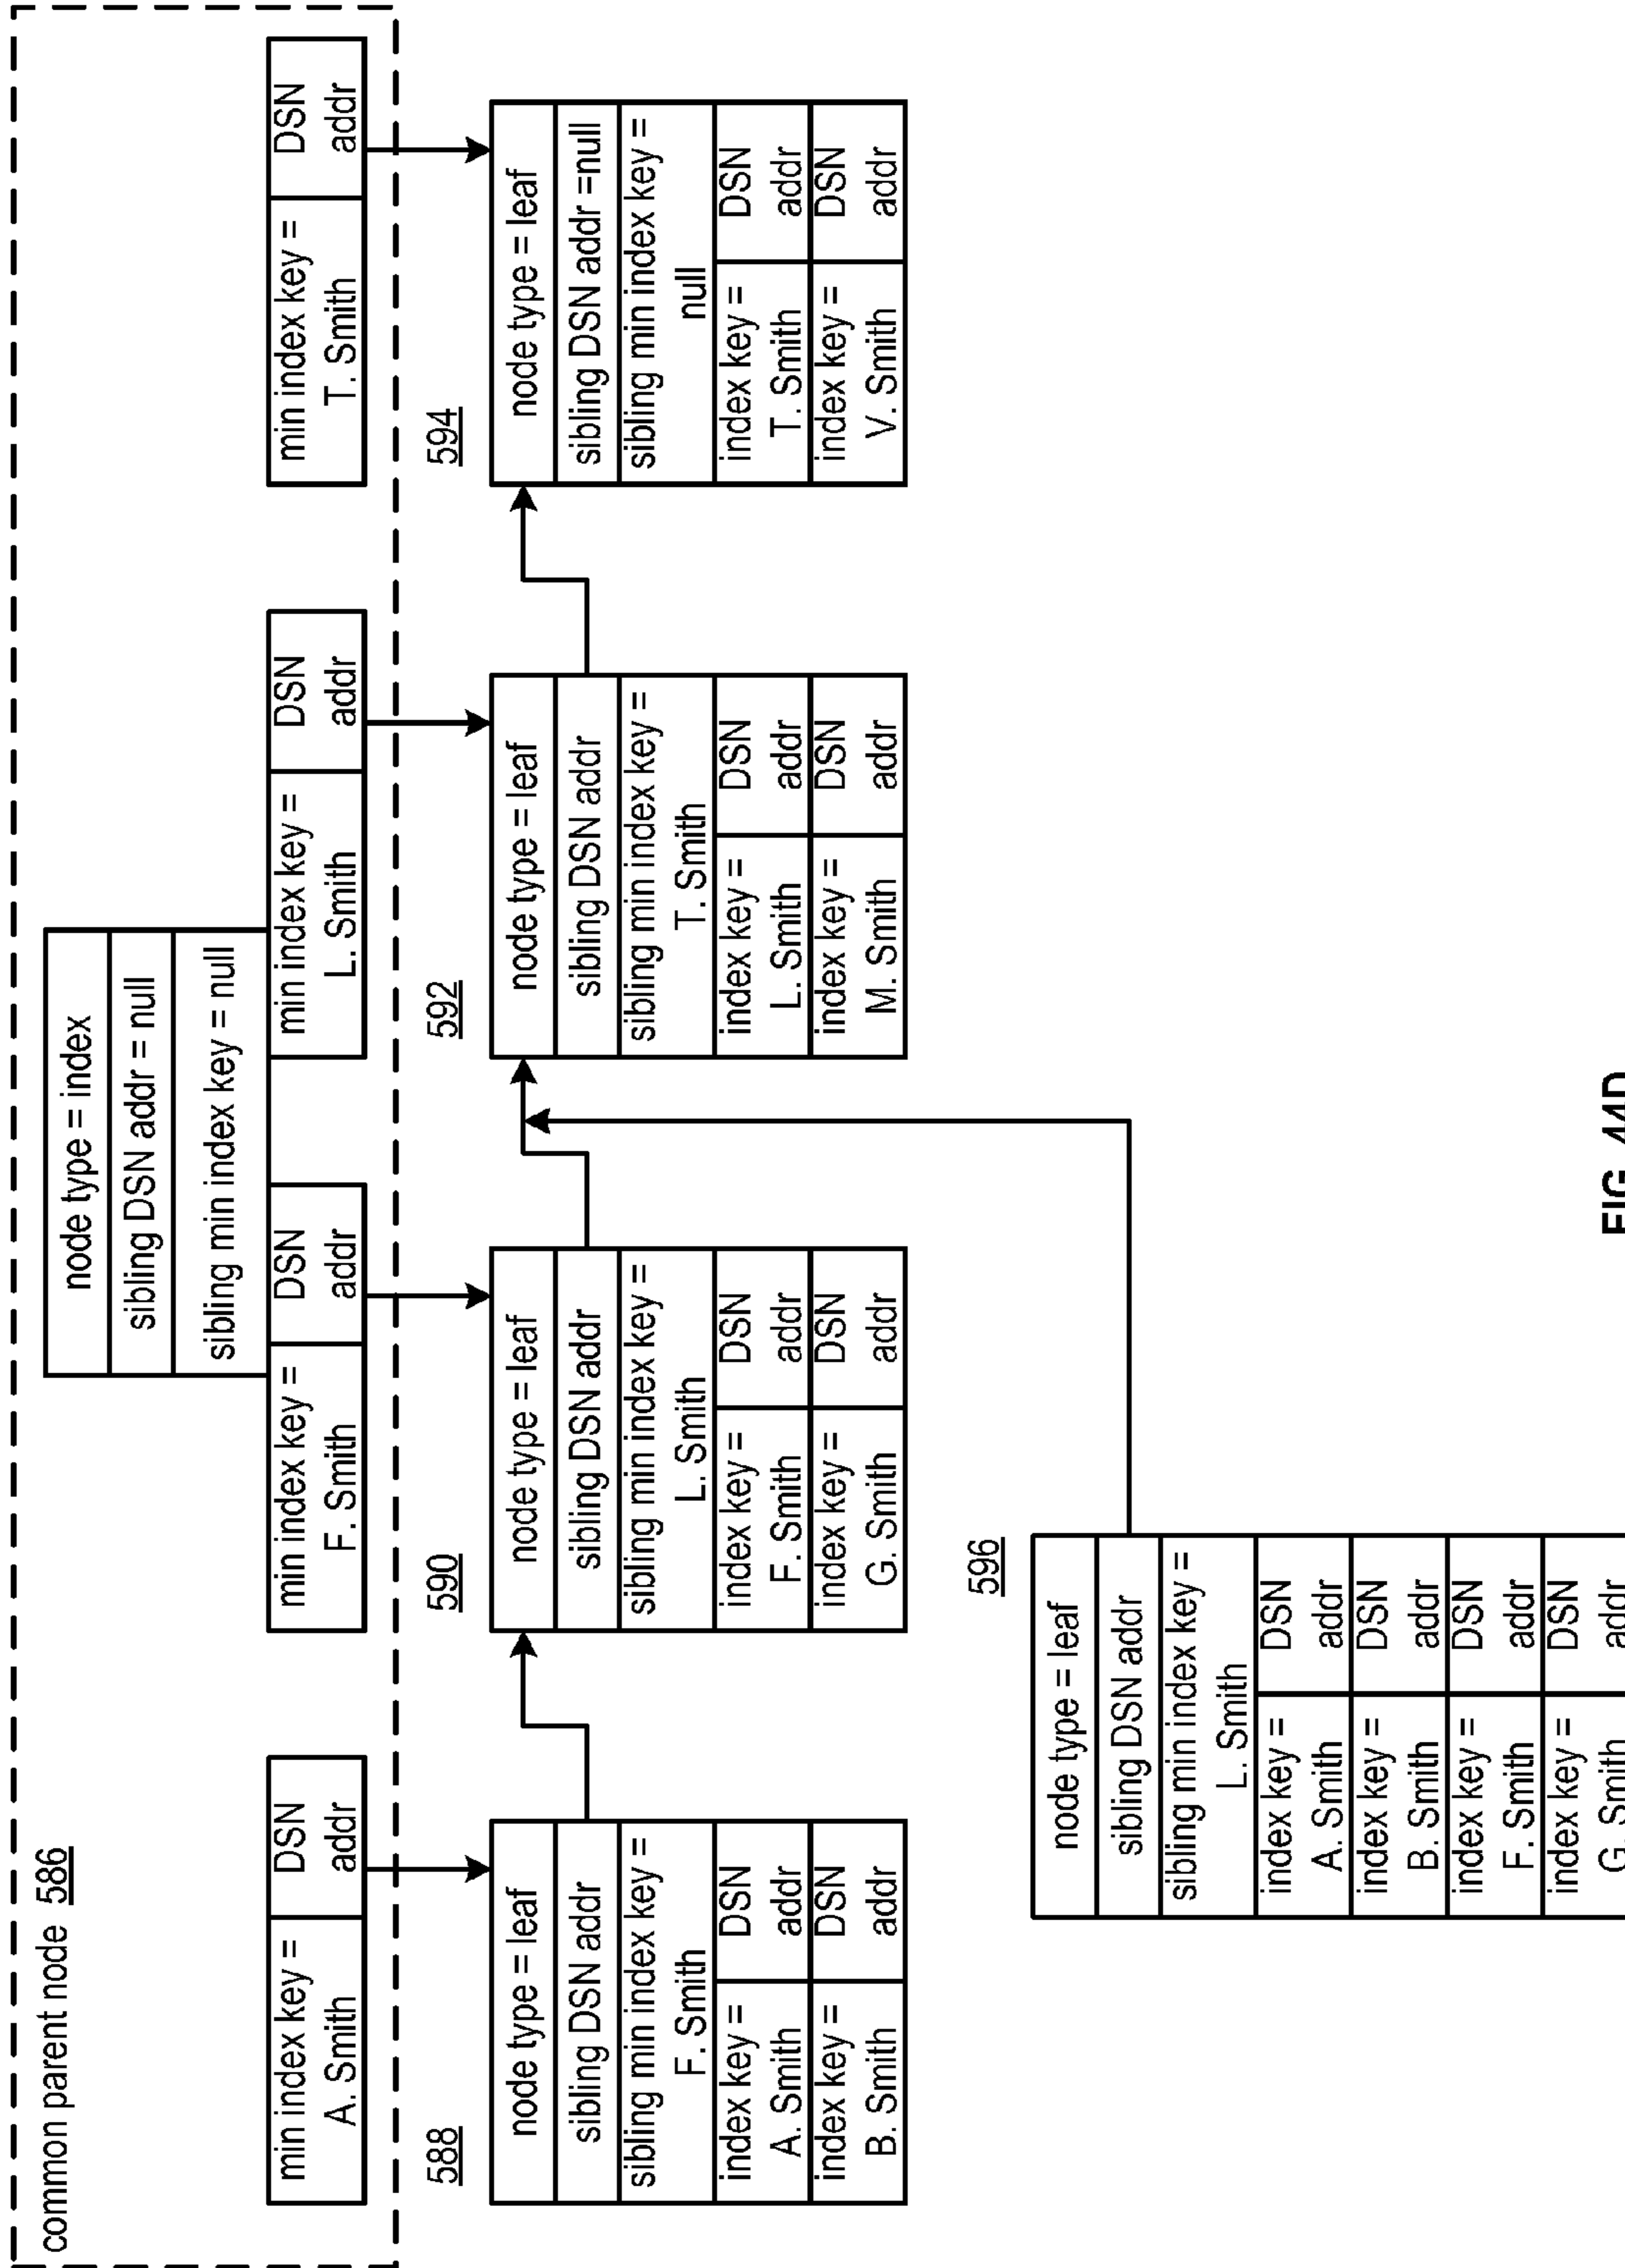 common parent node 586
node type = index
sibling DSN addr = null
sibling min index key = null
min index key =
A. Smith
DSN
addr
min index key =
F. Smith
DSN
addr
min index key =
L. Smith
DSN
addr
min index key =
T. Smith
DSN
addr
588
node type = leaf
sibling DSN addr
sibling min index key =
F. Smith
index key =
A. Smith
DSN
addr
index key =
B. Smith
DSN
addr
590
node type = leaf
sibling DSN addr
sibling min index key =
L. Smith
index key =
F. Smith
DSN
addr
index key =
G. Smith
DSN
addr
592
node type = leaf
sibling DSN addr
sibling min index key =
T. Smith
index key =
L. Smith
DSN
addr
index key =
M. Smith
DSN
addr
594
node type = leaf
sibling DSN addr =null
sibling min index key =
null
index key =
T. Smith
DSN
addr
index key =
V. Smith
DSN
addr
596
node type = leaf
sibling DSN addr
sibling min index key =
L. Smith
index key =
A. Smith
DSN
addr
index key =
B. Smith
DSN
addr
index key =
F. Smith
DSN
addr
index key =
G. Smith
DSN
addr
FIG. 44D